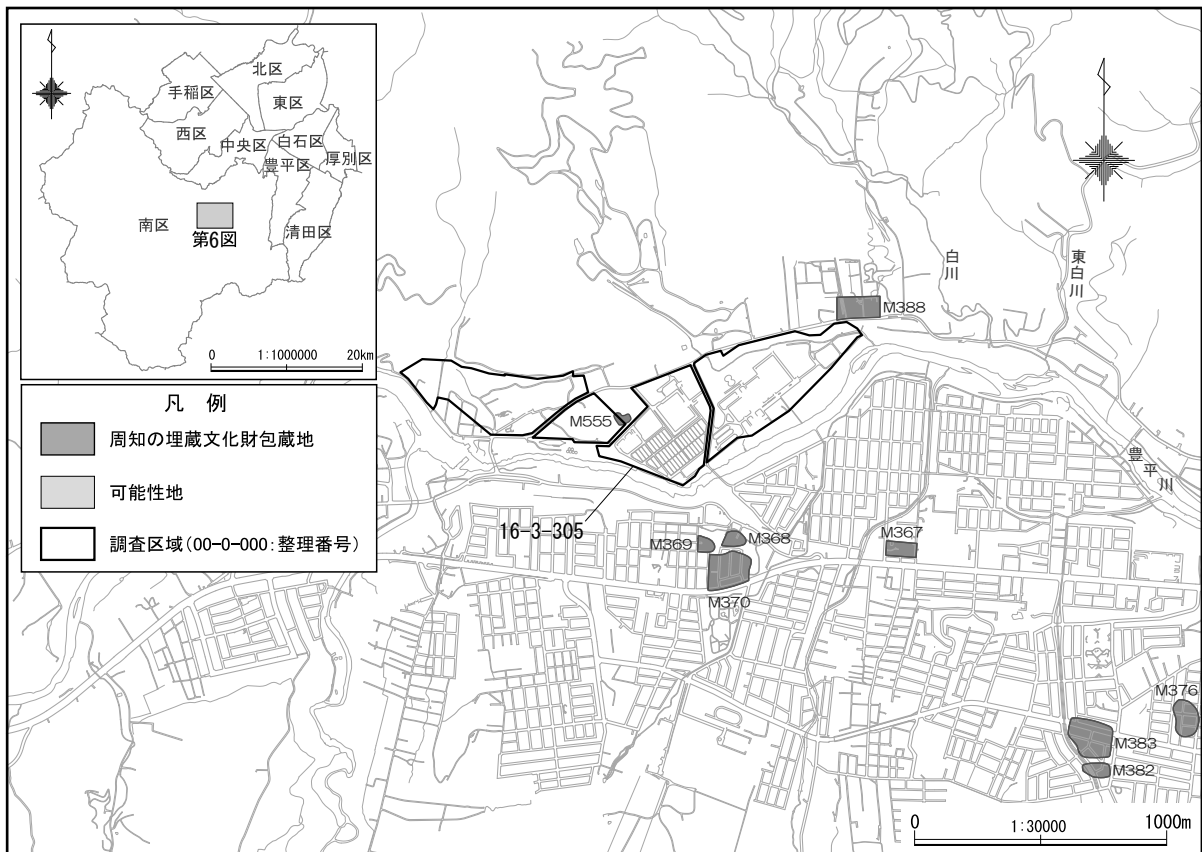 北区
手稲区
東区
西区
中央区
白石区
豊平区
厚別区
南区
第6図
清田区
0 1:1000000 20km
凡 例
周知の埋蔵文化財包蔵地
可能性地
調査区域(00-0-000:整理番号)
白川
東白川
M388
M555
豊平川
16-3-305
M369
M368
M367
M370
M376
M383
M382
0 1:30000 1000m